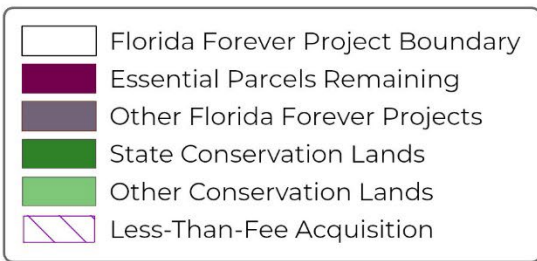 Florida Forever Project Boundary
Essential Parcels Remaining
Other Florida Forever Projects
State Conservation Lands
Other Conservation Lands
Less-Than-Fee Acquisition